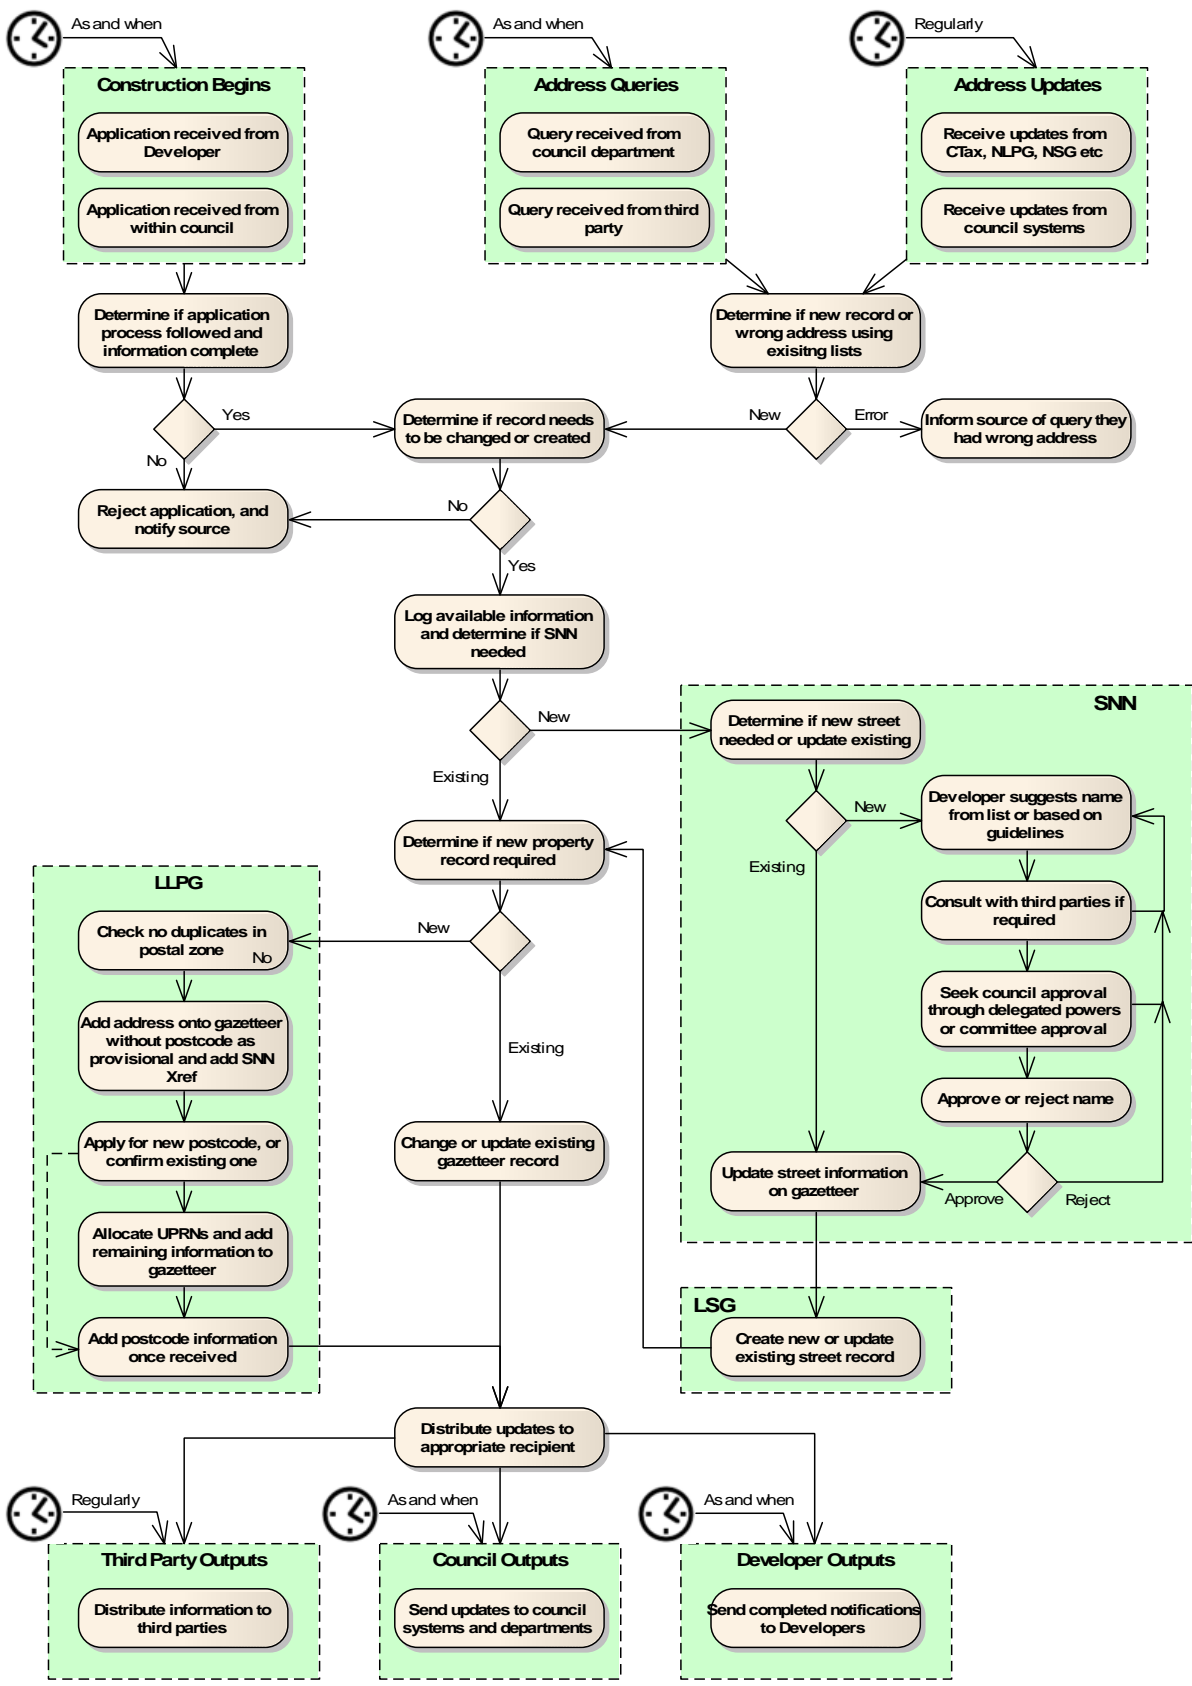 As and when
As and when
Regularly
Construction Begins
Address Queries
Address Updates
Application received from
Developer
Query received from
council department
Receive updates from
CTax, NLPG, NSG etc
Application received from
within council
Query received from third
party
Receive updates from
council systems
Determine if application
process followed and
information complete
Determine if new record or
wrong address using
exisitng lists
Yes
No
Determine if record needs
to be changed or created
New
Error
Inform source of query they
had wrong address
Reject application, and
notify source
No
Yes
Log available information
and determine if SNN
needed
New
Existing
SNN
Determine if new street
needed or update existing
New
Existing
Developer suggests name
from list or based on
guidelines
Consult with third parties if
required
Seek council approval
through delegated powers
or committee approval
Approve or reject name
Approve
Reject
Update street information
on gazetteer
LSG
Create new or update
existing street record
Determine if new property
record required
New
Existing
LLPG
Check no duplicates in
postal zone
No
Add address onto gazetteer
without postcode as
provisional and add SNN
Xref
Apply for new postcode, or
confirm existing one
Allocate UPRNs and add
remaining information to
gazetteer
Add postcode information
once received
Change or update existing
gazetteer record
Distribute updates to
appropriate recipient
Regularly
As and when
As and when
Third Party Outputs
Council Outputs
Developer Outputs
Distribute information to
third parties
Send updates to council
systems and departments
Send completed notifications
to Developers